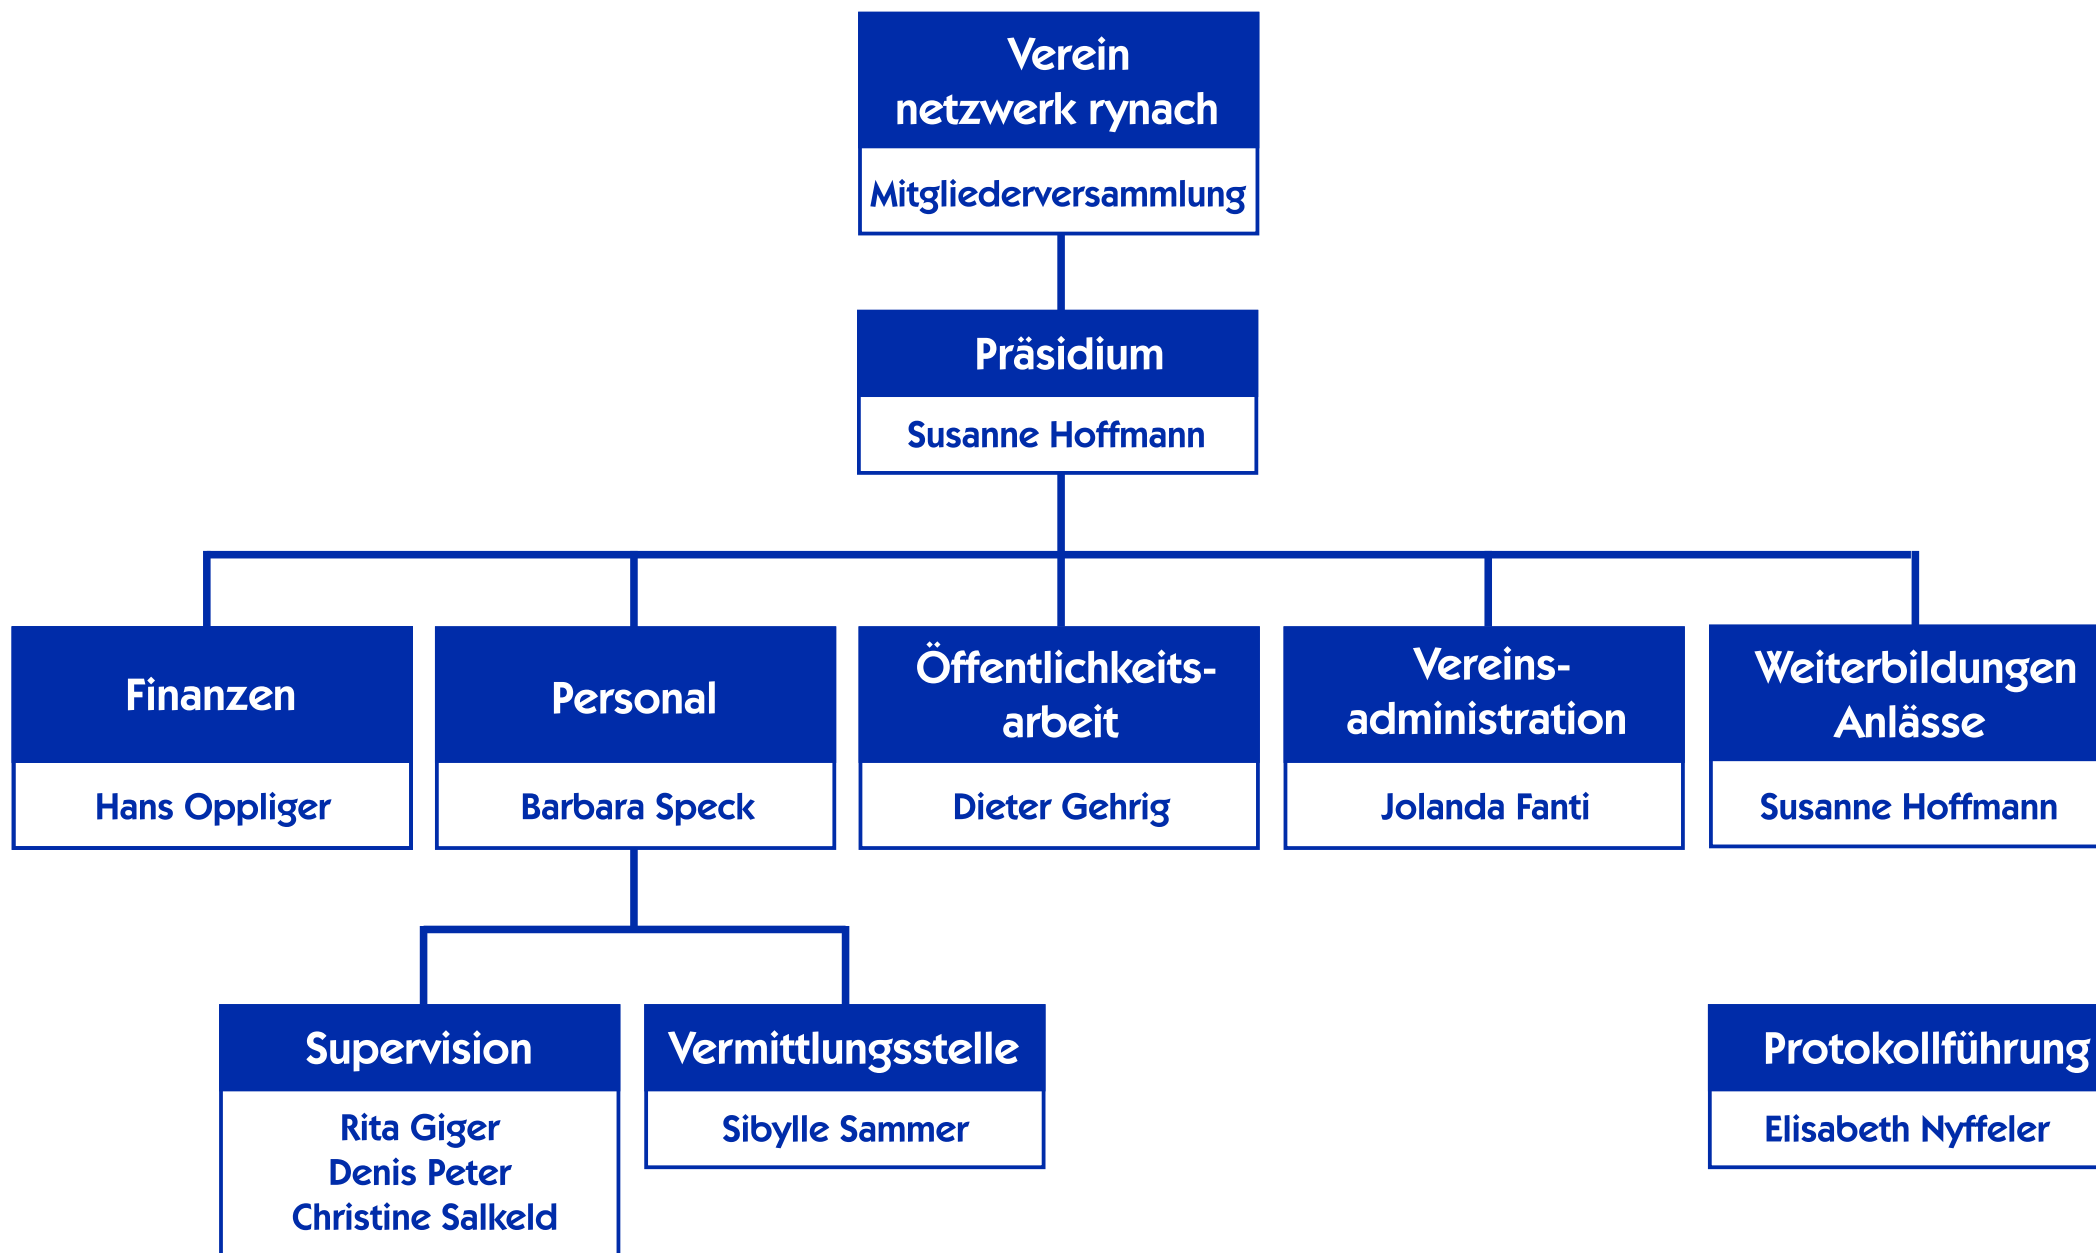 Verein
netzwerk rynach
Mitgliederversammlung
Präsidium
Susanne Hoffmann
Finanzen
Hans Oppliger
Personal
Barbara Speck
Öffentlichkeits-
arbeit
Dieter Gehrig
Vereins-
administration
Jolanda Fanti
Weiterbildungen
Anlässe
Susanne Hoffmann
Supervision
Rita Giger
Denis Peter
Christine Salkeld
Vermittlungsstelle
Sibylle Sammer
Protokollführung
Elisabeth Nyffeler